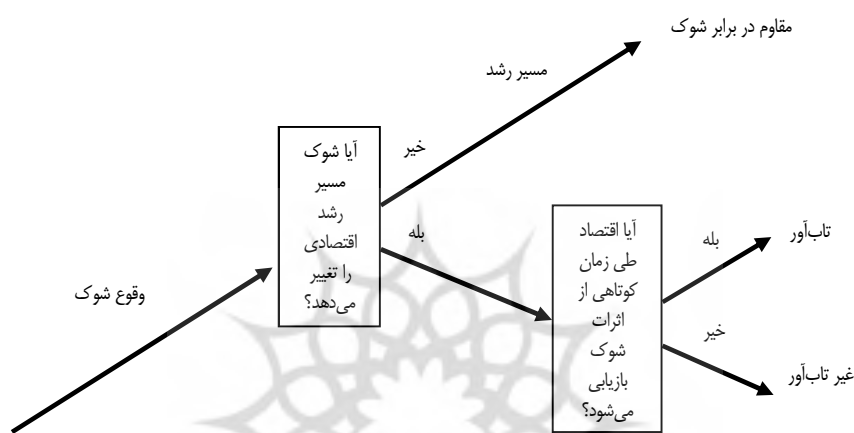 مقاوم در برابر شوک
مسیر رشد
خیر
آیا شوک
مسیر
رشد
اقتصادی
را تغییر
می‌دهد؟
بله
وقوع شوک
آیا اقتصاد
طی زمان
کوتاهی از
اثرات
شوک
بازیابی
می‌شود؟
بله
تاب‌آور
خیر
غیر تاب‌آور